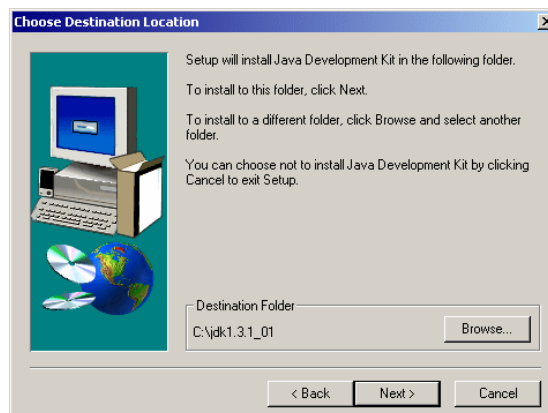 Choose Destination Location
Setup will install Java Development Kit in the following folder.
To install to this folder, click Next.
To install to a different folder, click Browse and select another
folder.
You can choose not to install Java Development Kit by clicking
Cancel to exit Setup.
Destination Folder
C:\jdk1.3.1_01
Browse...
< Back
Next >
Cancel